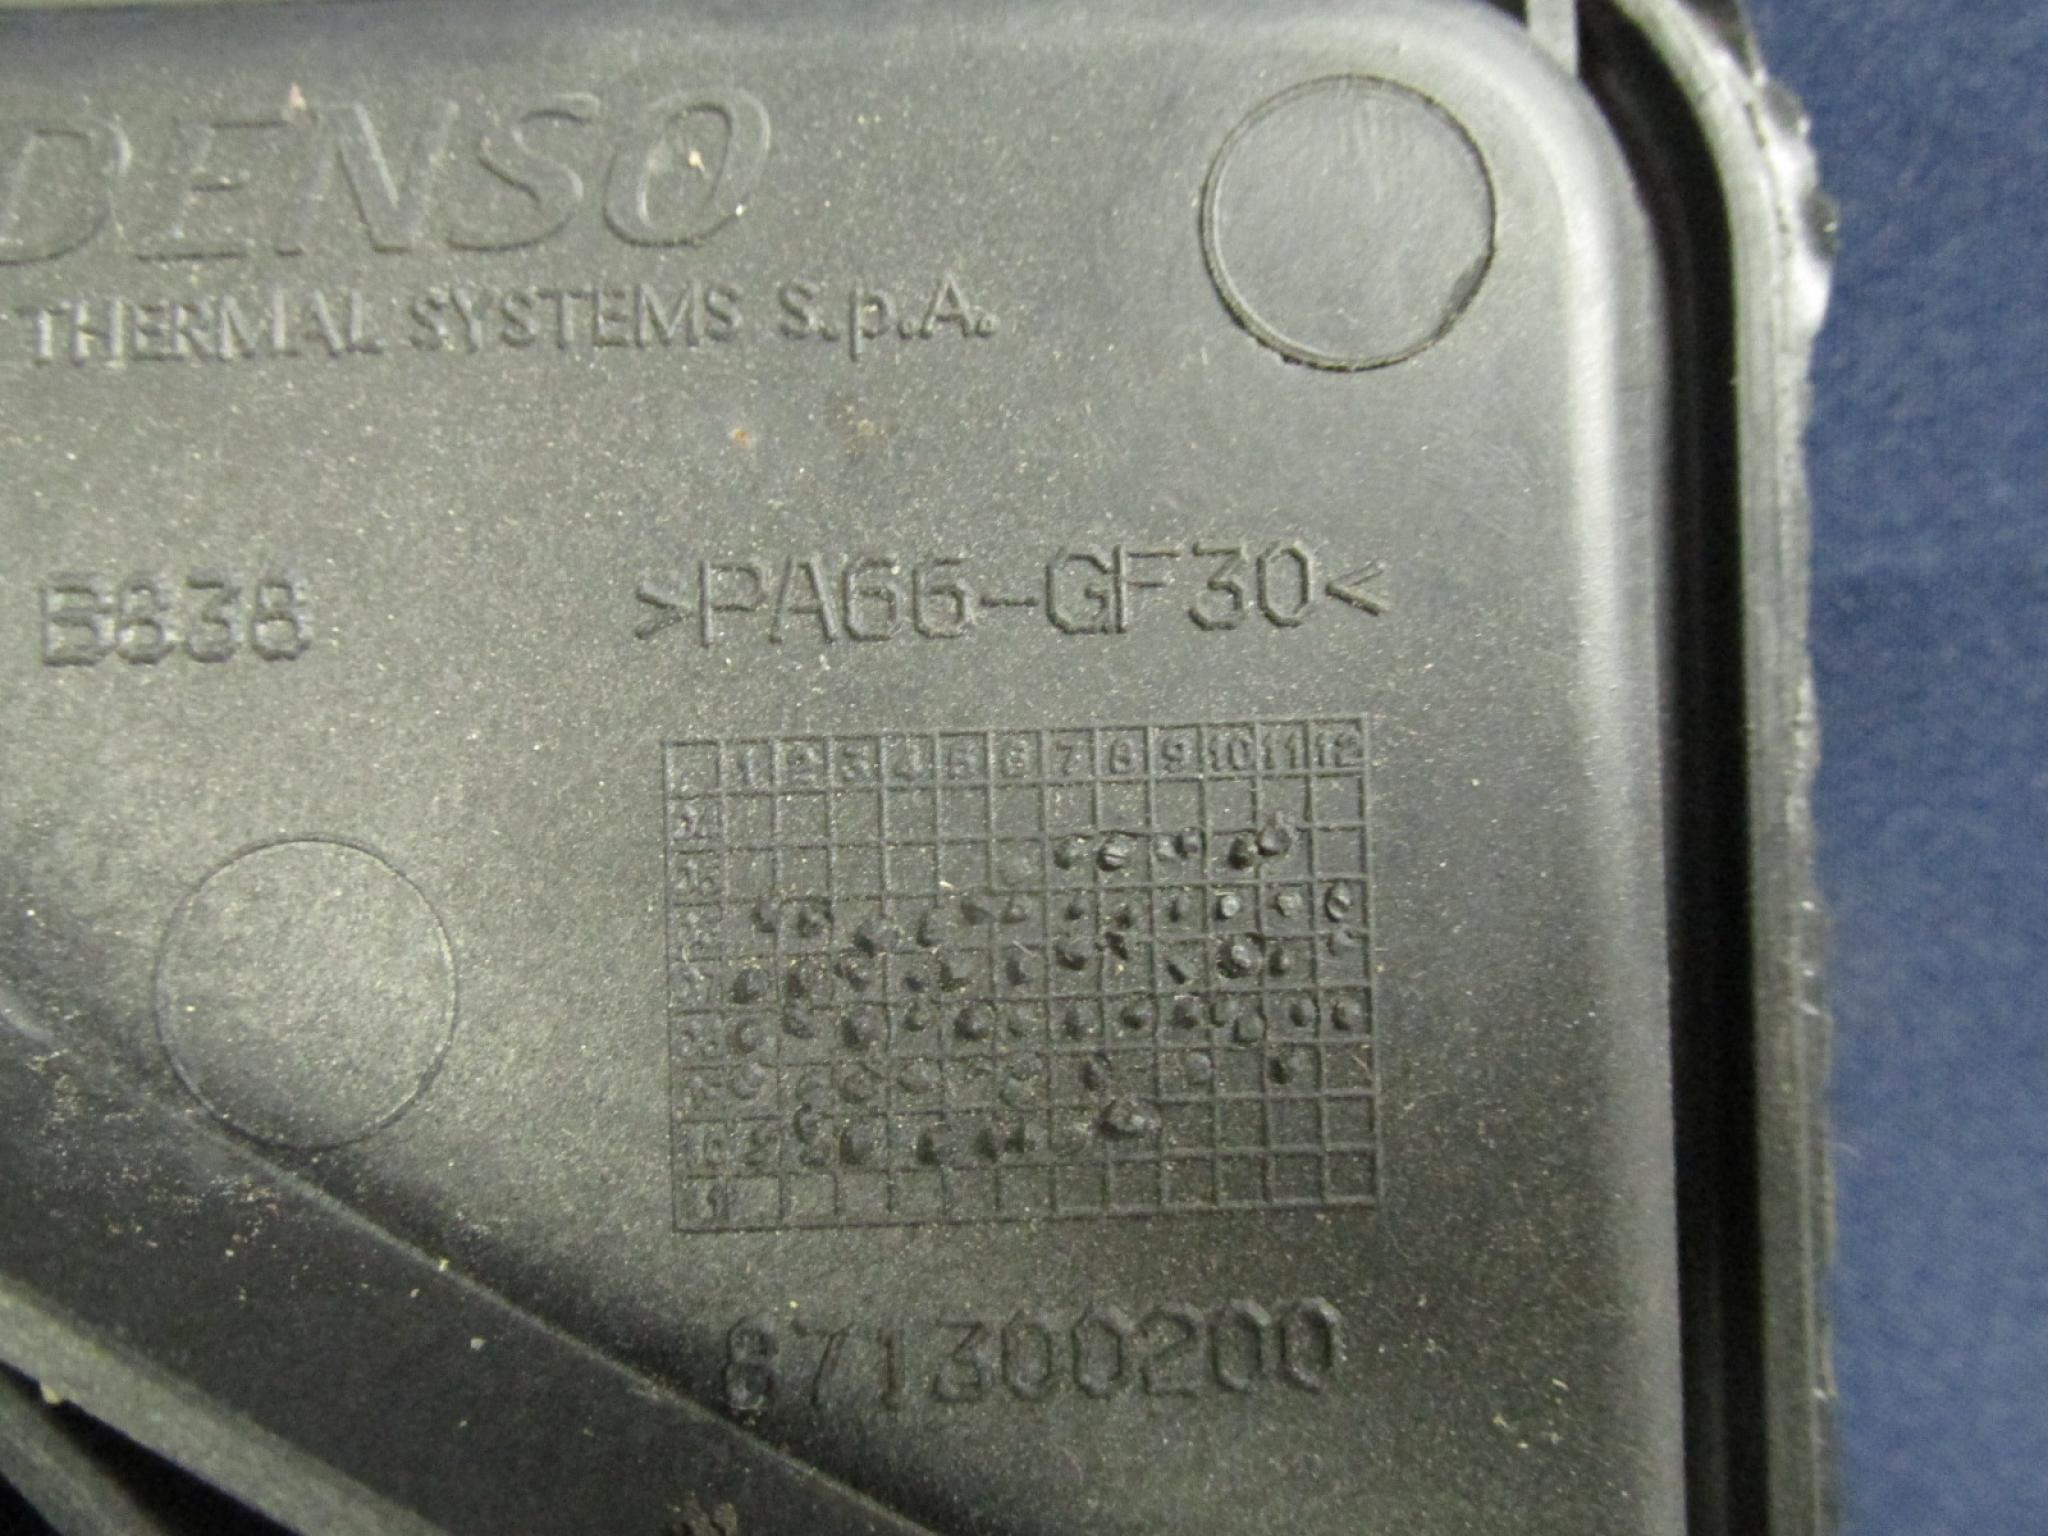 DENSO
THERMAL SYSTEMS S.p.A.
B838 >PA66-GF30<
1 2 3 4 5 6 7 8 9 10 11 12
871300200